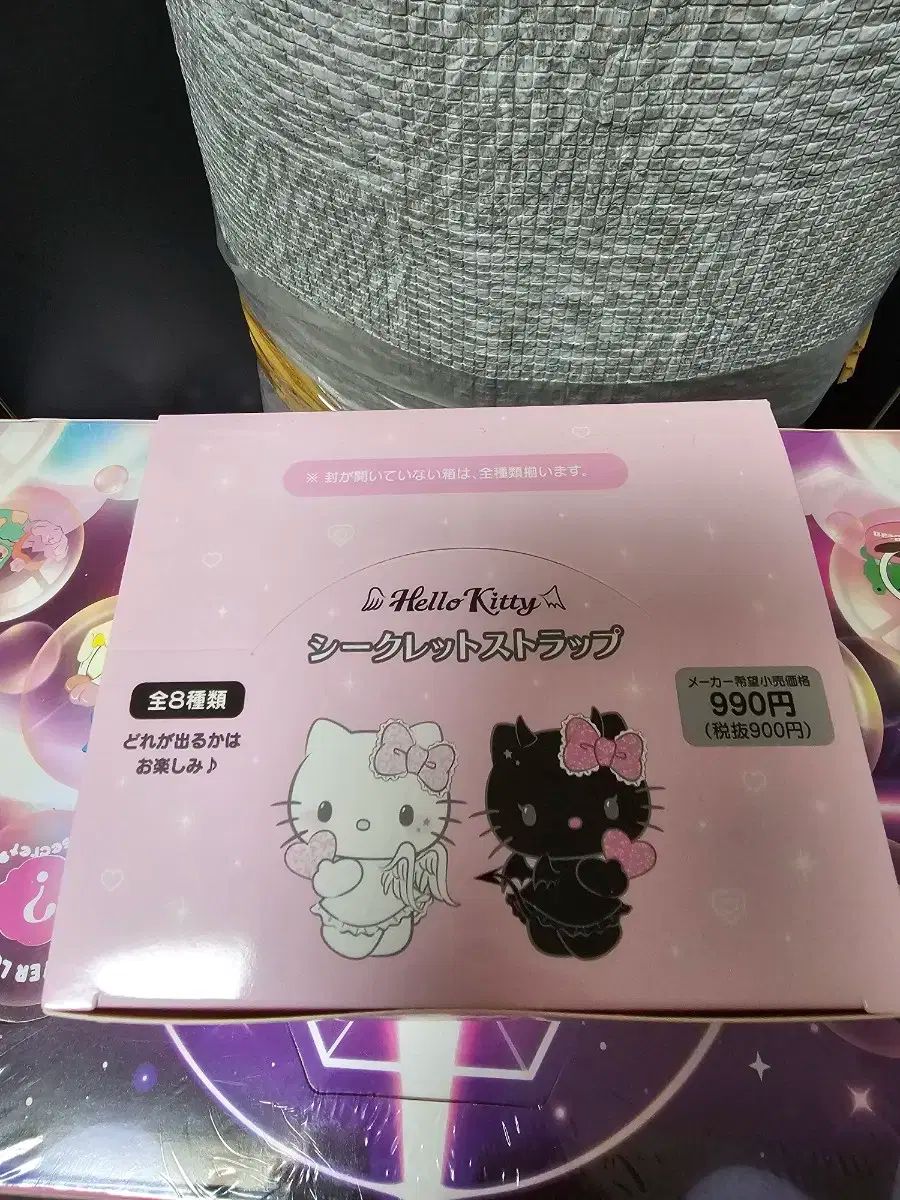 ※ 封が開いていない箱は、全種類揃います。
Hello Kitty
シークレットストラップ
全8種類
どれが出るかは
お楽しみ♪
メーカー希望小売価格
990円
(税抜900円)
secret
?